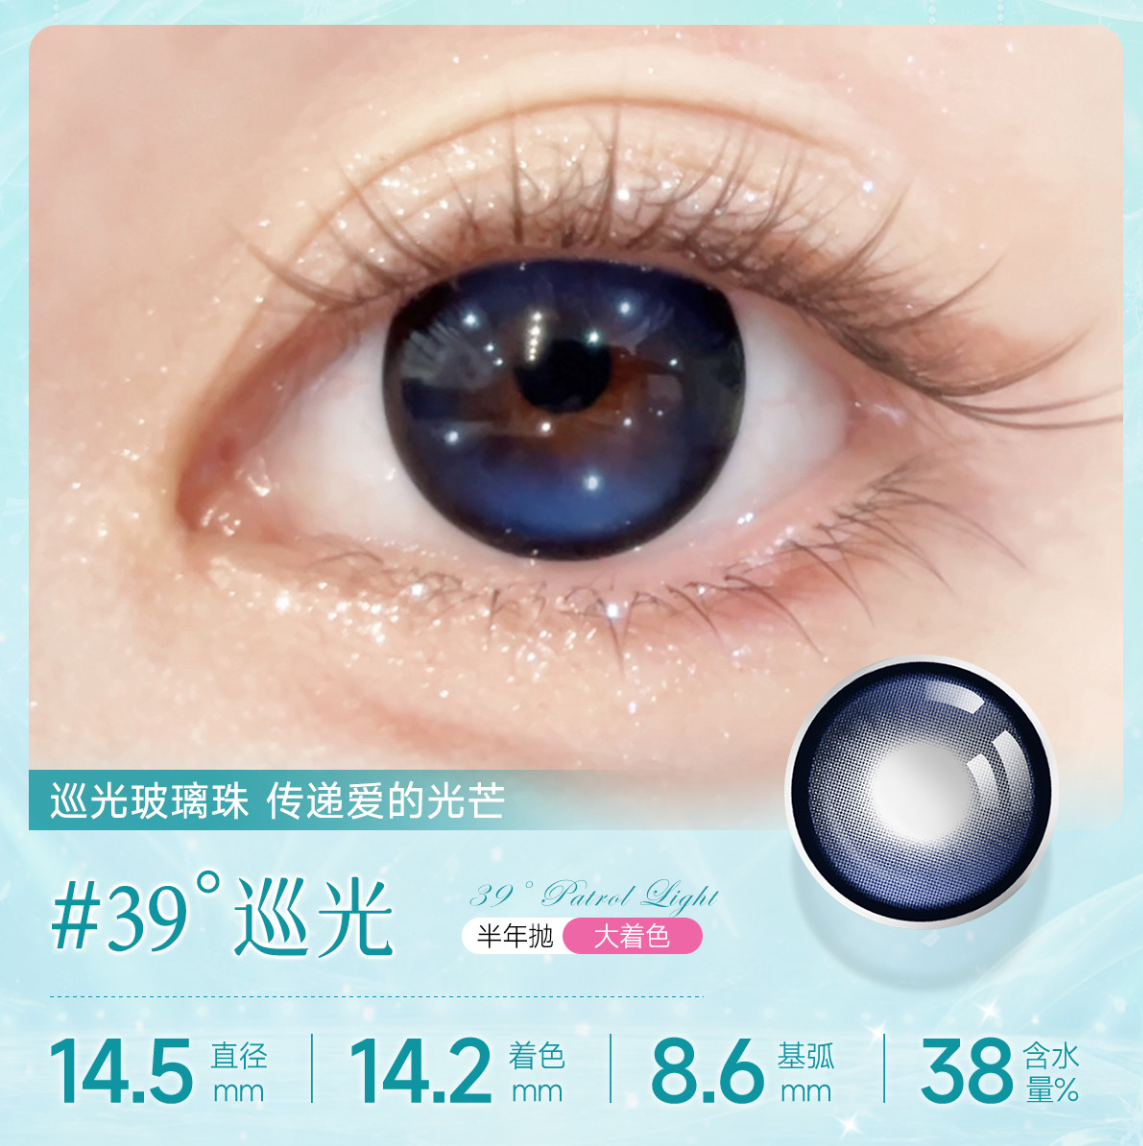 巡光玻璃珠 传递爱的光芒
#39°巡光
39° Patrol Light
半年抛 大着色
14.5 直径 mm
14.2 着色 mm
8.6 基弧 mm
38 含水量%